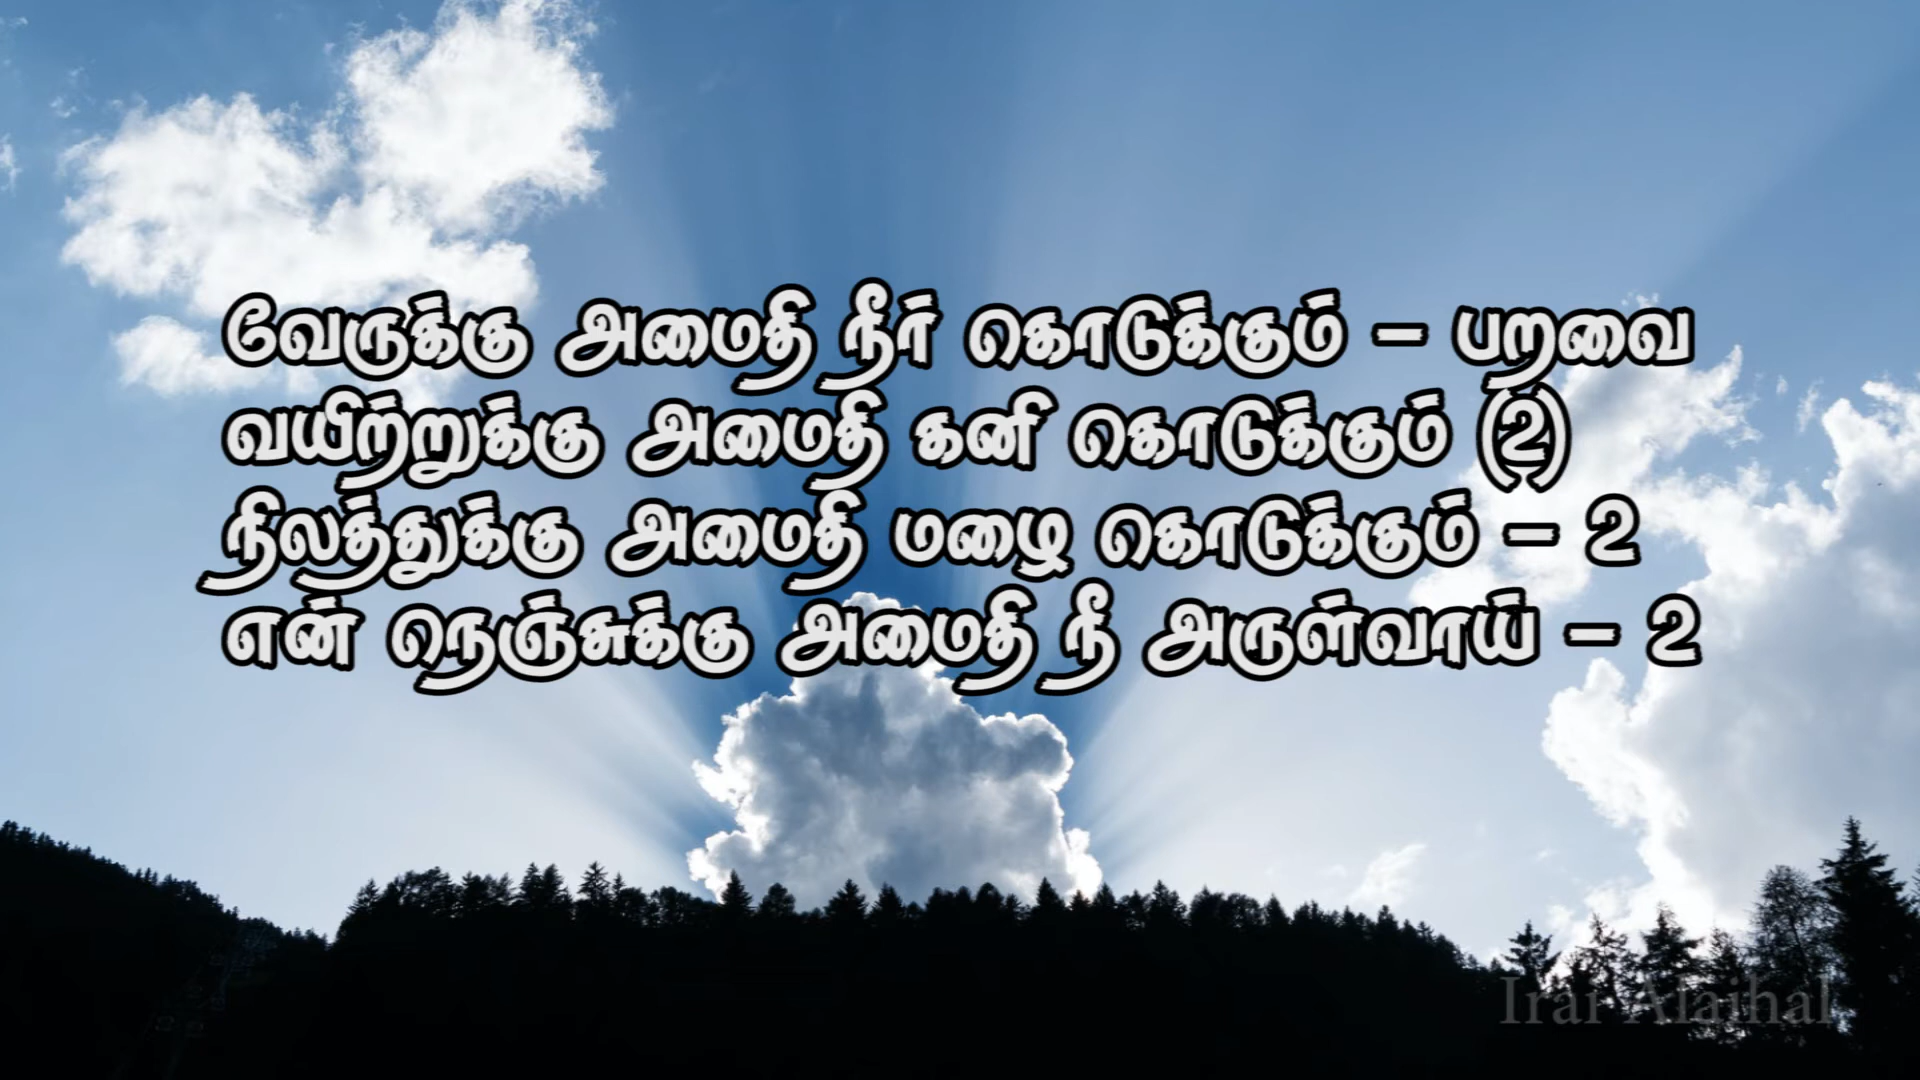 வேருக்கு அமைதி நீர் கொடுக்கும் – பறவை
வயிற்றுக்கு அமைதி கனி கொடுக்கும் (2)
நிலத்துக்கு அமைதி மழை கொடுக்கும் – 2
என் நெஞ்சுக்கு அமைதி நீ அருள்வாய் – 2
Irai Alaihal